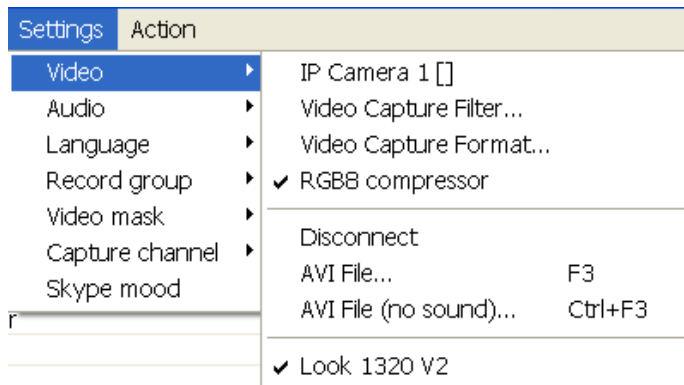 Settings Action
Video
Audio
Language
Record group
Video mask
Capture channel
Skype mood
r
IP Camera 1 []
Video Capture Filter...
Video Capture Format...
RGB8 compressor
Disconnect
AVI File... F3
AVI File (no sound)... Ctrl+F3
Look 1320 V2